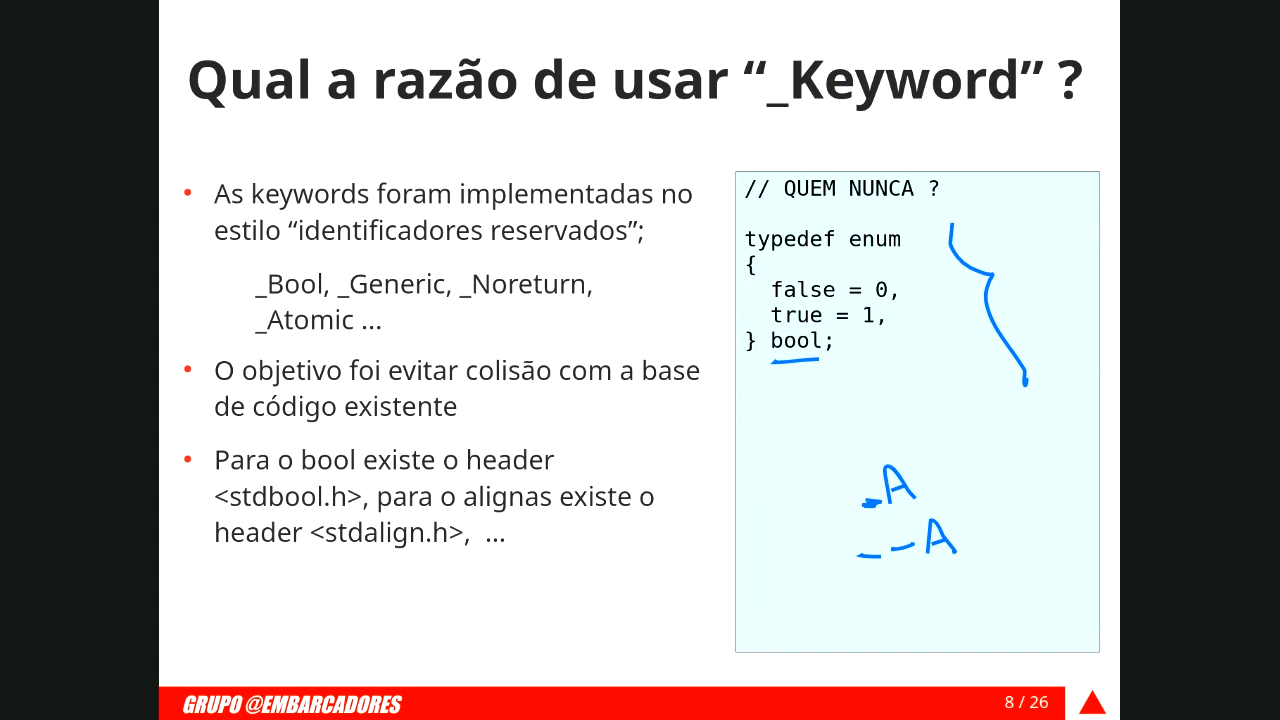 Qual a razão de usar “_Keyword” ?
• As keywords foram implementadas no
estilo “identificadores reservados”;
_Bool, _Generic, _Noreturn,
_Atomic ...
• O objetivo foi evitar colisão com a base
de código existente
• Para o bool existe o header
<stdbool.h>, para o alignas existe o
header <stdalign.h>, ...
// QUEM NUNCA ?
typedef enum
{
false = 0,
true = 1,
} bool;
_A
__A
GRUPO @EMBARCADORES
8 / 26